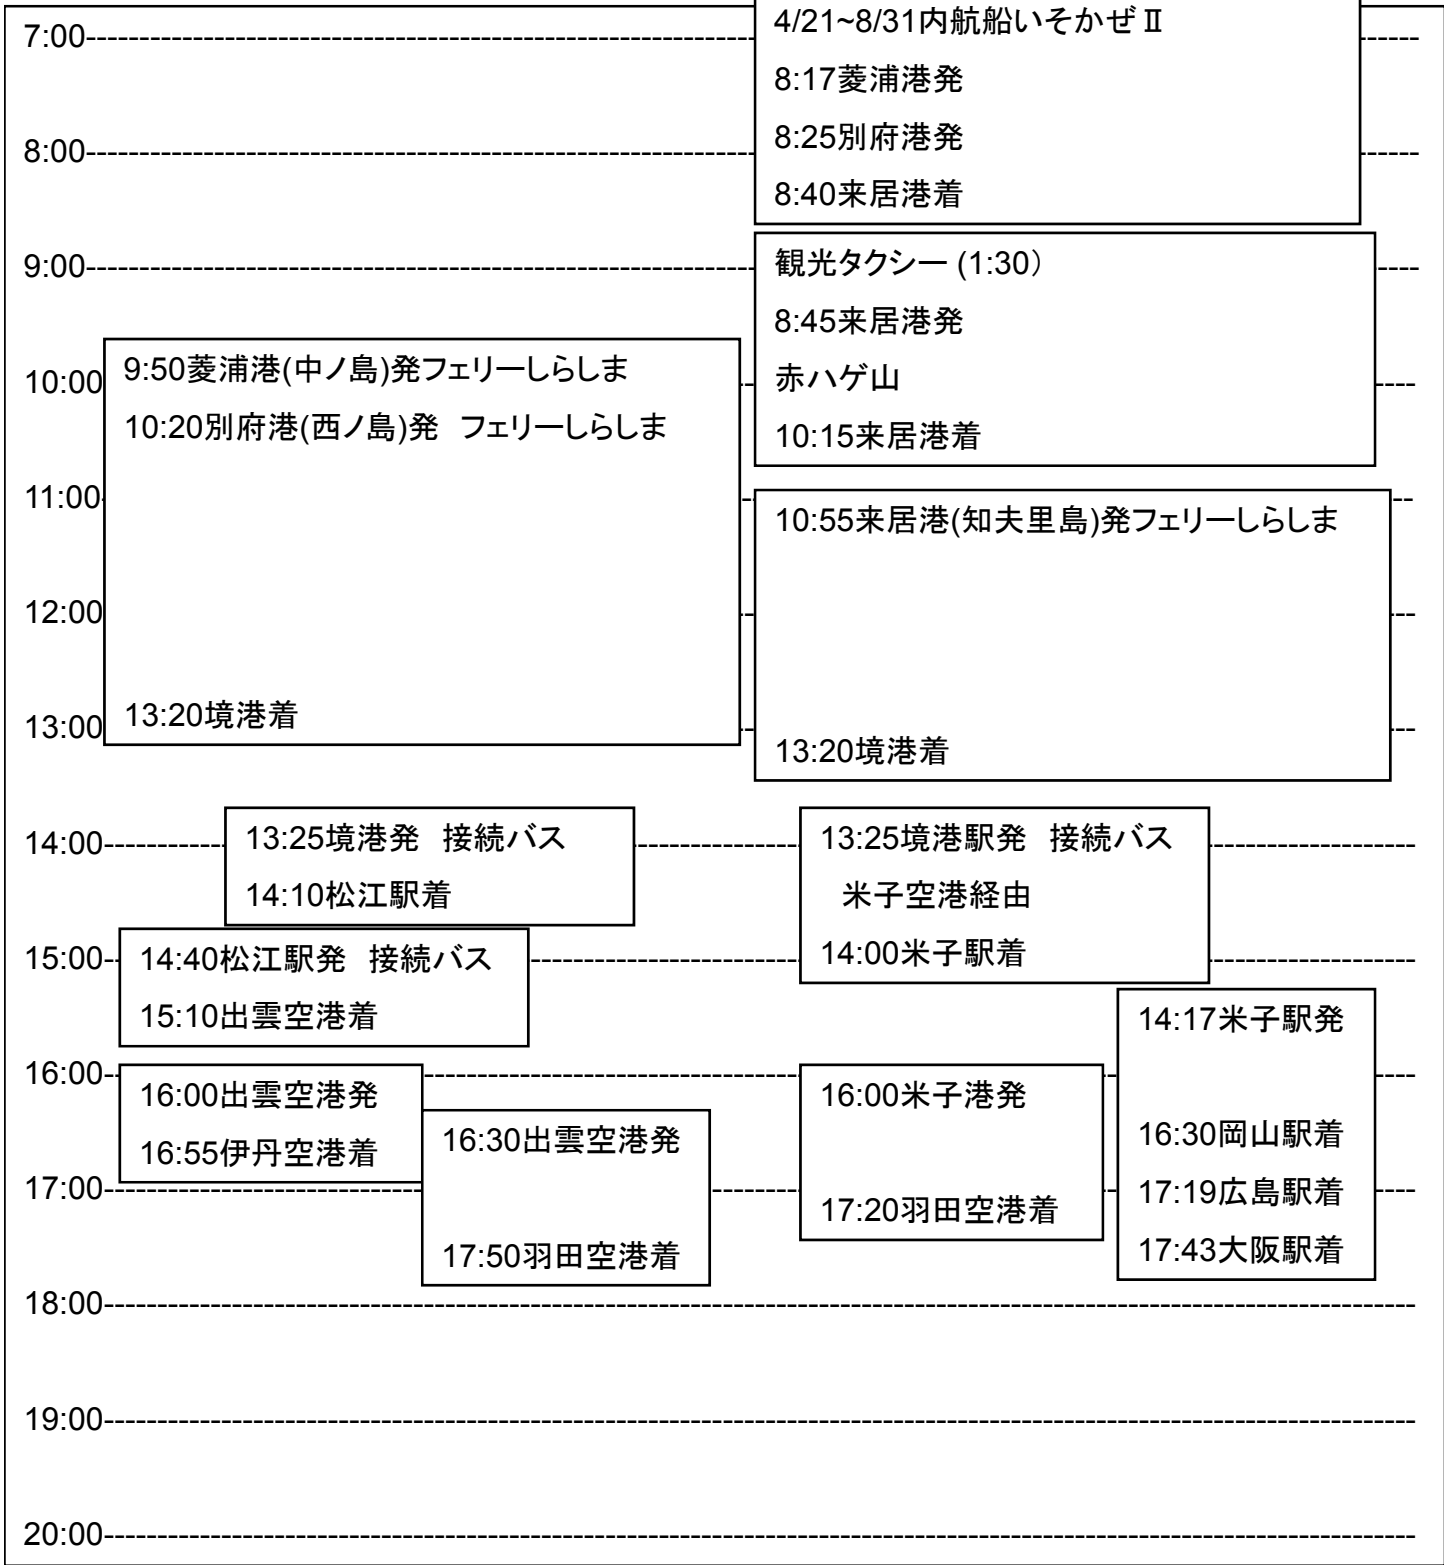 7:00
4/21~8/31内航船いそかぜⅡ
8:17菱浦港発
8:25別府港発
8:40来居港着
8:00
9:00
観光タクシー (1:30）
8:45来居港発
赤ハゲ山
10:15来居港着
10:00
9:50菱浦港(中ノ島)発フェリーしらしま
10:20別府港(西ノ島)発　フェリーしらしま
13:20境港着
11:00
10:55来居港(知夫里島)発フェリーしらしま
13:20境港着
12:00
13:00
14:00
13:25境港発　接続バス
14:10松江駅着
13:25境港駅発　接続バス
米子空港経由
14:00米子駅着
15:00
14:40松江駅発　接続バス
15:10出雲空港着
14:17米子駅発
16:30岡山駅着
17:19広島駅着
17:43大阪駅着
16:00
16:00出雲空港発
16:55伊丹空港着
16:30出雲空港発
17:50羽田空港着
16:00米子港発
17:20羽田空港着
17:00
18:00
19:00
20:00